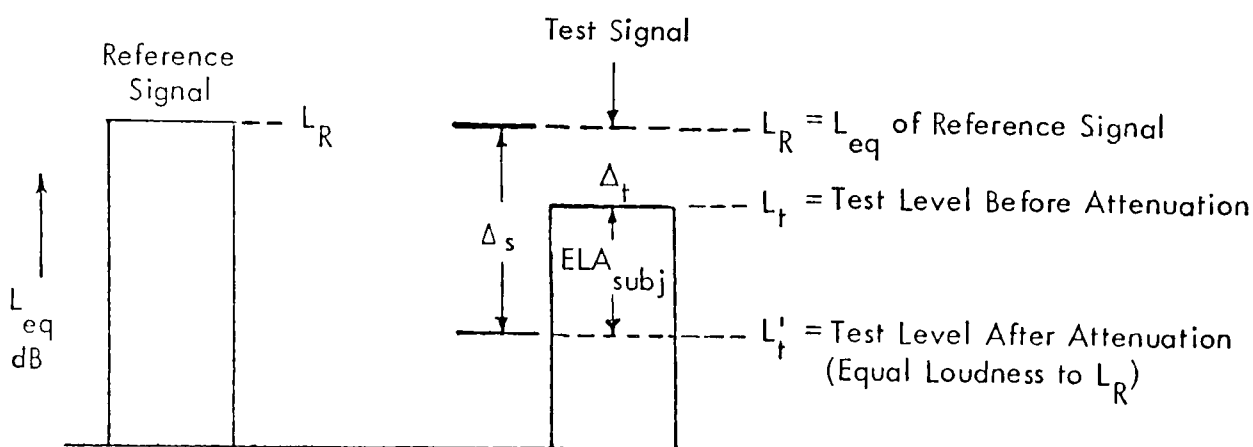 Test Signal
Reference
Signal
L_R
L_R = L_eq of Reference Signal
Δ_t
L_t = Test Level Before Attenuation
Δ_s
ELA_subj
L_eq
dB
L'_t = Test Level After Attenuation
(Equal Loudness to L_R)